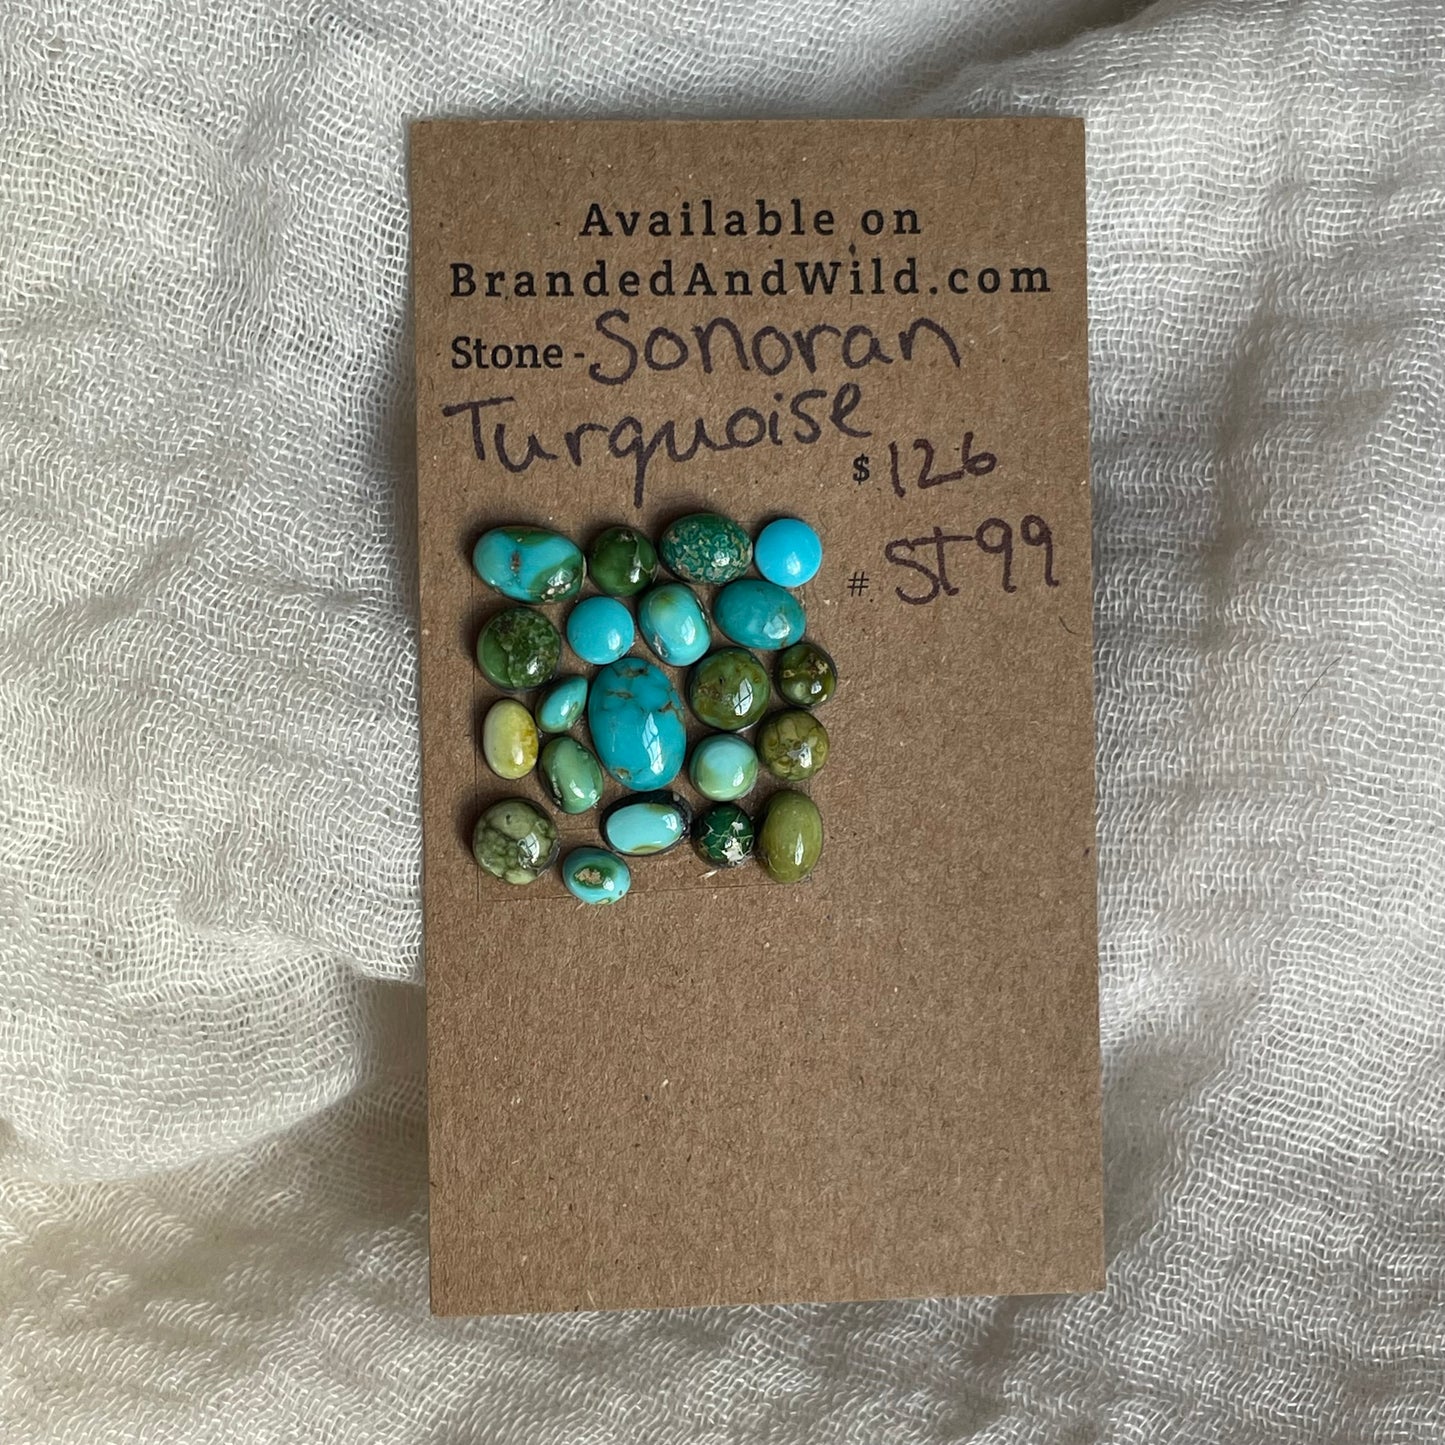 Available on
BrandedAndWild.com
Stone - Sonoran
Turquoise
$ 126
# ST99